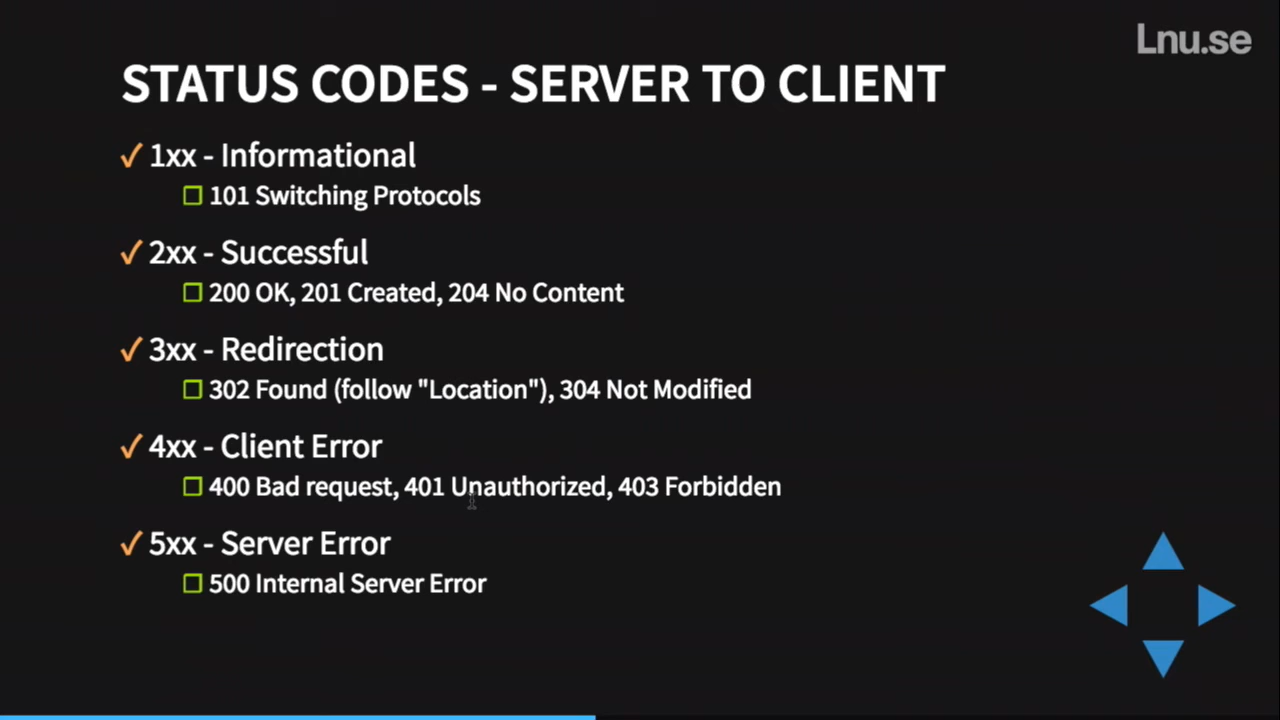 Lnu.se
STATUS CODES - SERVER TO CLIENT
✓ 1xx - Informational
☐ 101 Switching Protocols
✓ 2xx - Successful
☐ 200 OK, 201 Created, 204 No Content
✓ 3xx - Redirection
☐ 302 Found (follow "Location"), 304 Not Modified
✓ 4xx - Client Error
☐ 400 Bad request, 401 Unauthorized, 403 Forbidden
✓ 5xx - Server Error
☐ 500 Internal Server Error